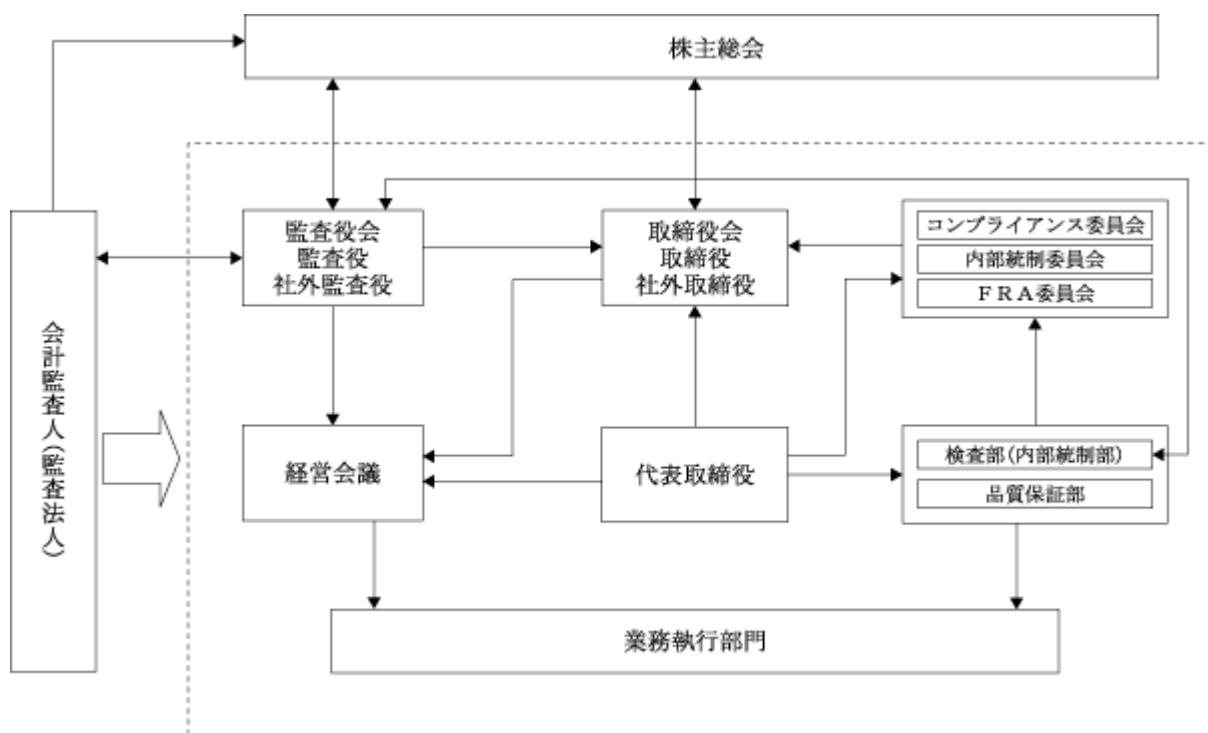 株主総会
監査役会
監査役
社外監査役
取締役会
取締役
社外取締役
コンプライアンス委員会
内部統制委員会
ＦＲＡ委員会
会計監査人(監査法人)
経営会議
代表取締役
検査部(内部統制部)
品質保証部
業務執行部門